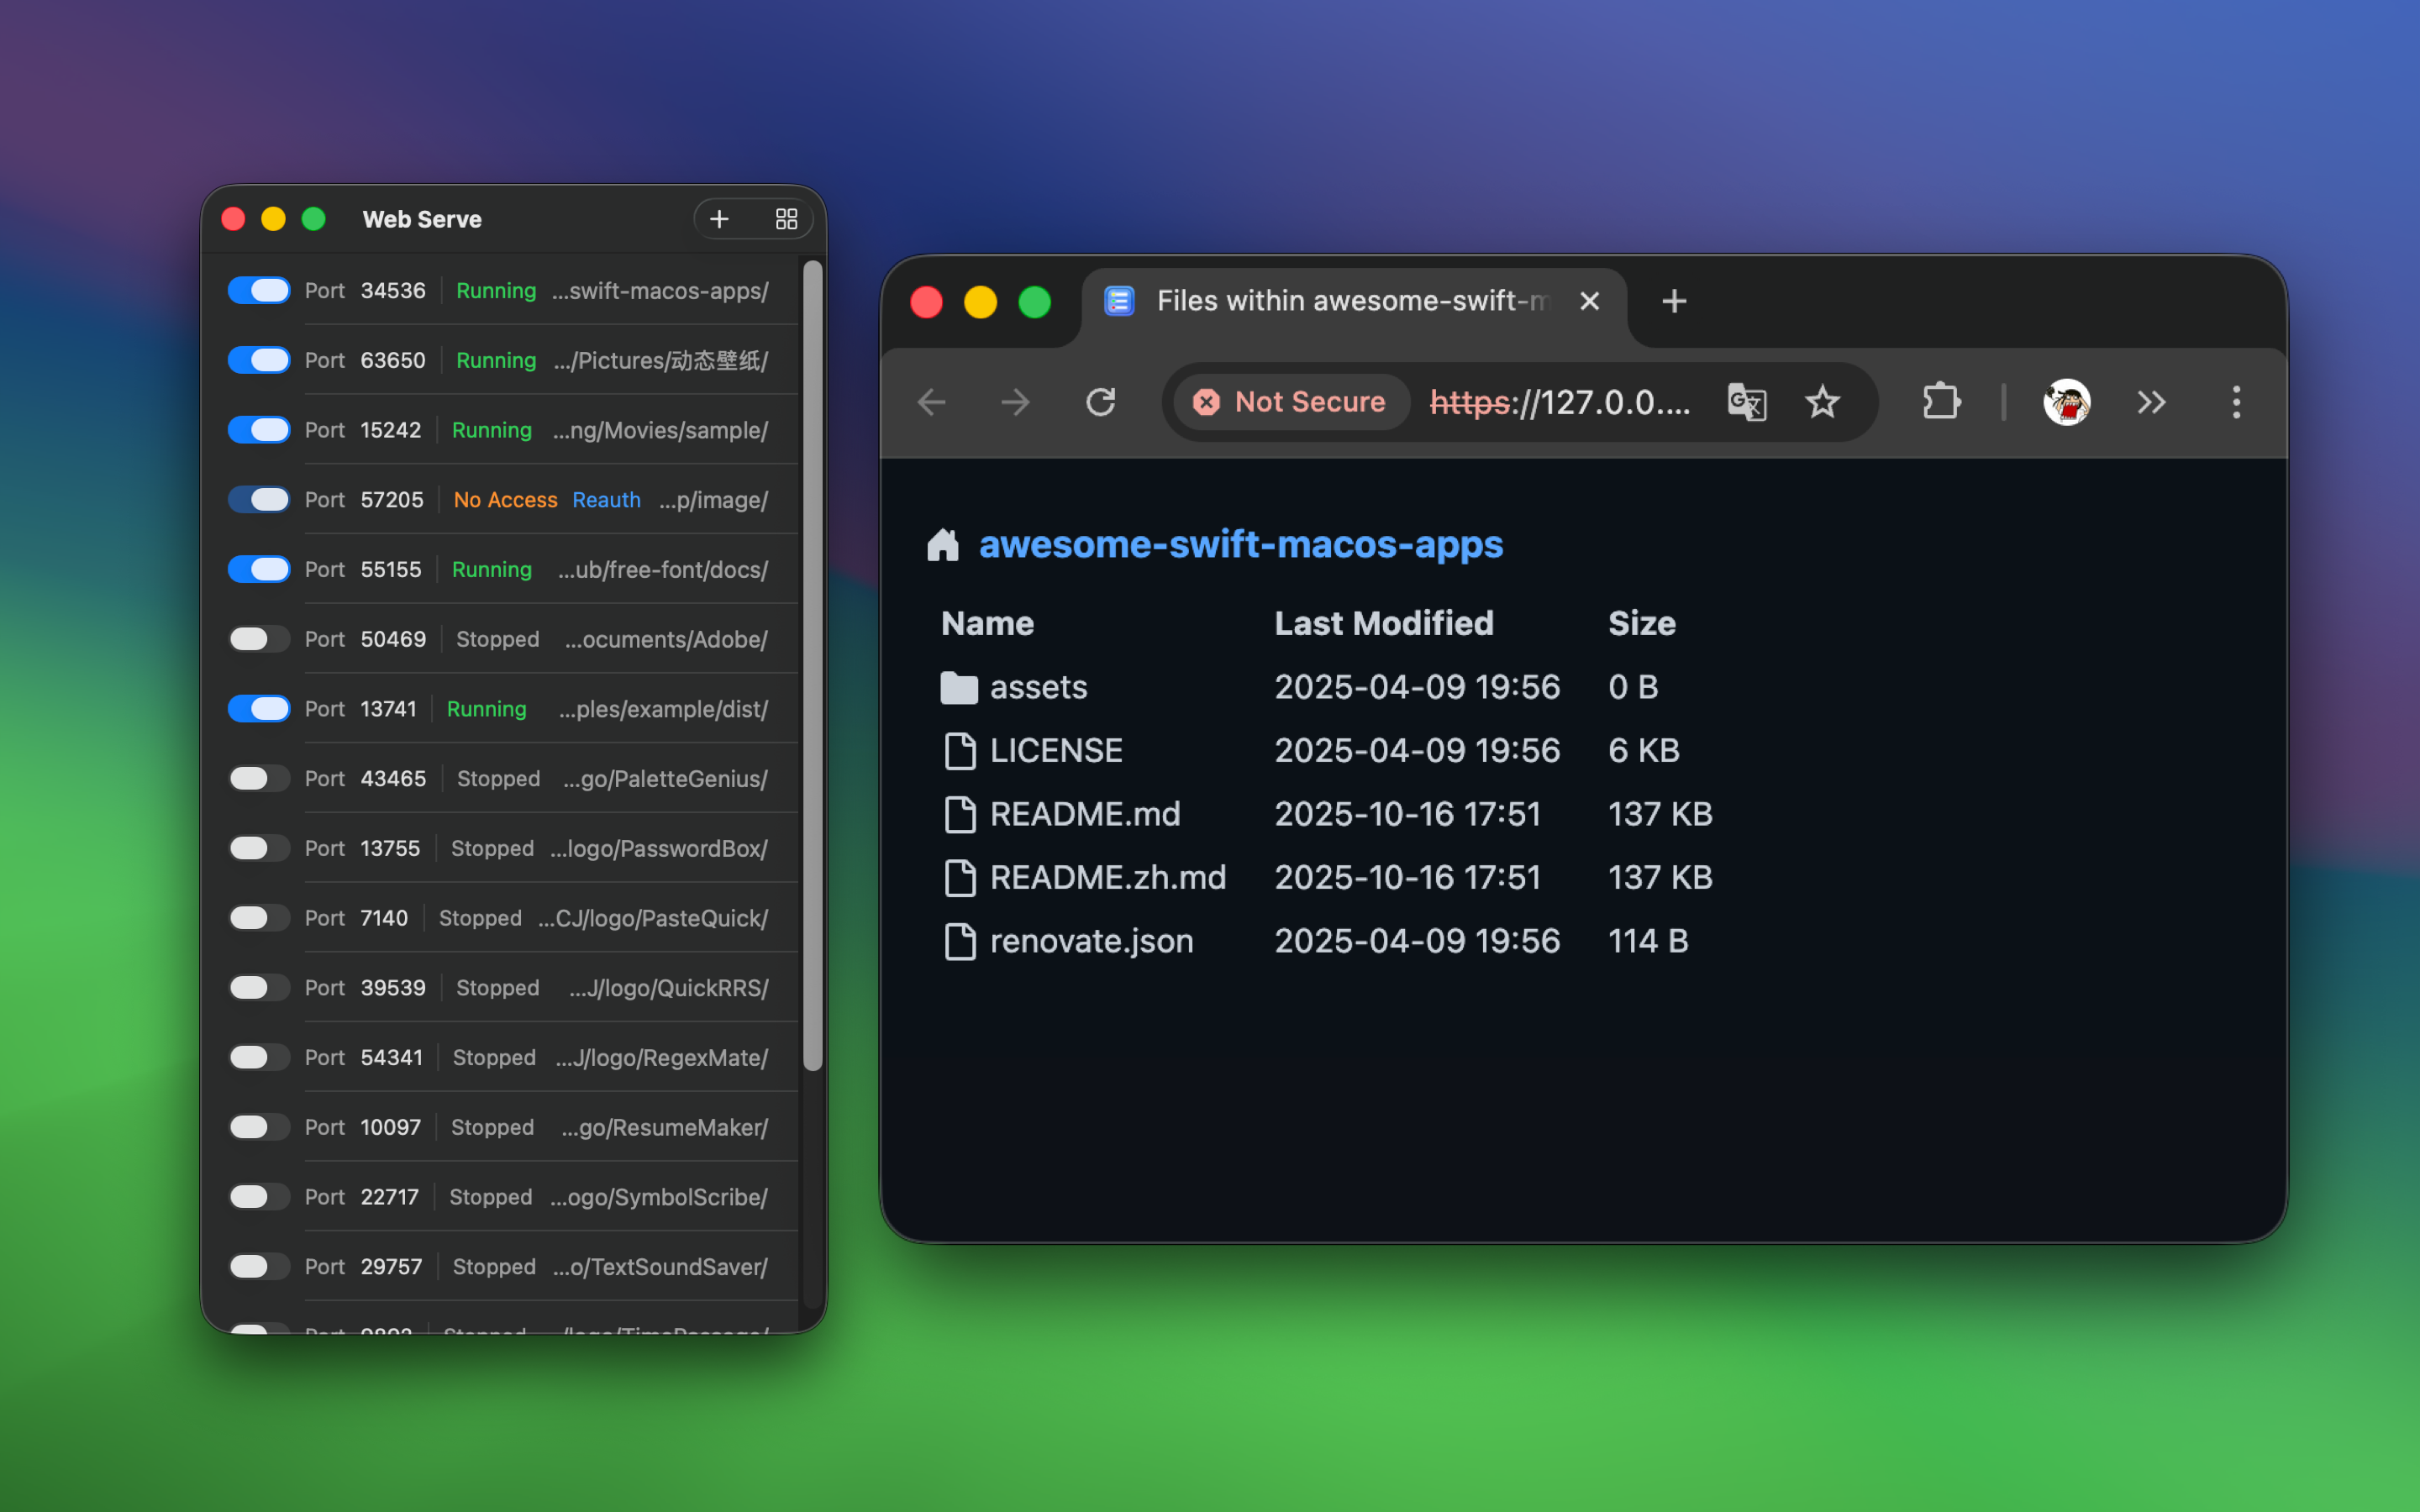 Web Serve
Port 34536 Running ...swift-macos-apps/
Port 63650 Running .../Pictures/动态壁纸/
Port 15242 Running ...ng/Movies/sample/
Port 57205 No Access Reauth ...p/image/
Port 55155 Running ...ub/free-font/docs/
Port 50469 Stopped ...ocuments/Adobe/
Port 13741 Running ...ples/example/dist/
Port 43465 Stopped ...go/PaletteGenius/
Port 13755 Stopped ...logo/PasswordBox/
Port 7140 Stopped ...CJ/logo/PasteQuick/
Port 39539 Stopped ...J/logo/QuickRRS/
Port 54341 Stopped ...J/logo/RegexMate/
Port 10097 Stopped ...go/ResumeMaker/
Port 22717 Stopped ...ogo/SymbolScribe/
Port 29757 Stopped ...o/TextSoundSaver/
Files within awesome-swift-m
Not Secure https://127.0.0....
awesome-swift-macos-apps
Name Last Modified Size
assets 2025-04-09 19:56 0 B
LICENSE 2025-04-09 19:56 6 KB
README.md 2025-10-16 17:51 137 KB
README.zh.md 2025-10-16 17:51 137 KB
renovate.json 2025-04-09 19:56 114 B